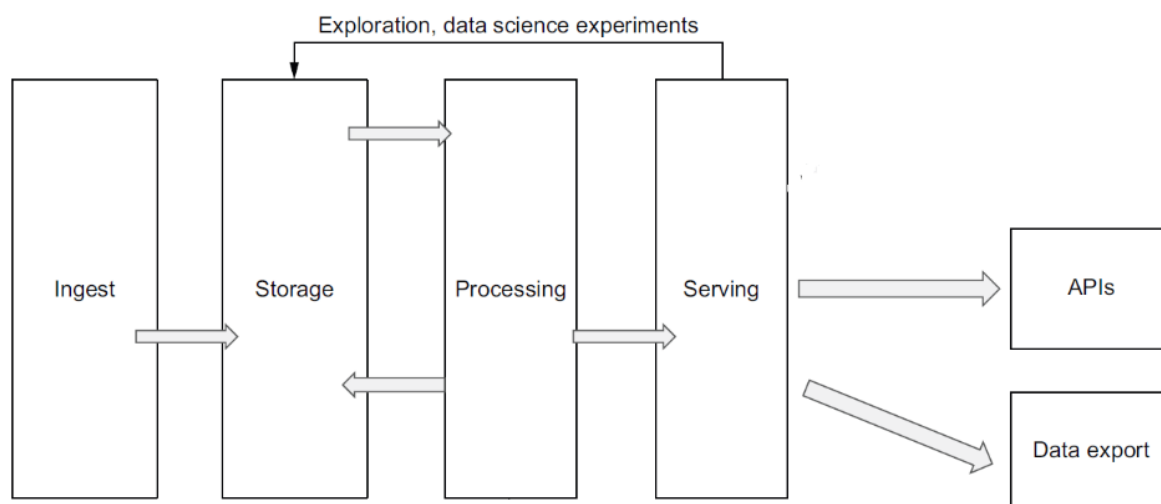 Exploration, data science experiments
Ingest
Storage
Processing
Serving
APIs
Data export